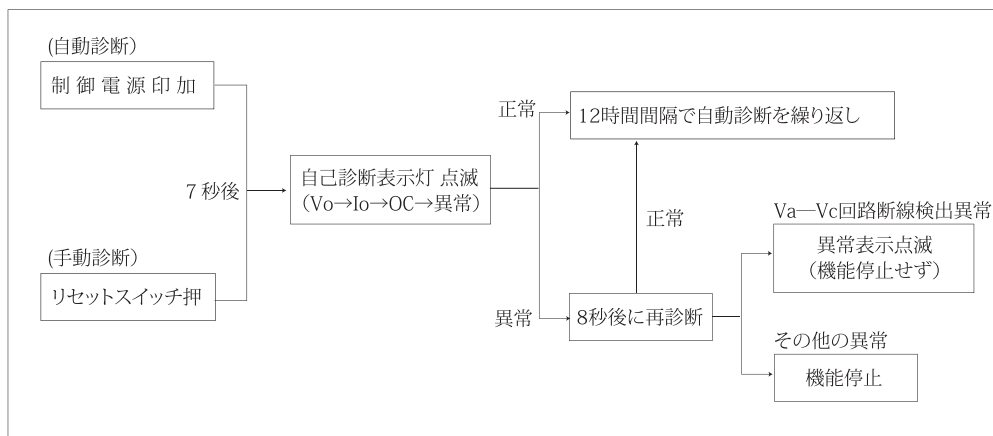 (自動診断）
制 御 電 源 印 加
7 秒後
(手動診断）
リセットスイッチ押
自己診断表示灯 点滅
（Vo→Io→OC→異常）
正常
12時間間隔で自動診断を繰り返し
正常
異常
8秒後に再診断
Va―Vc回路断線検出異常
異常表示点滅
（機能停止せず）
その他の異常
機能停止